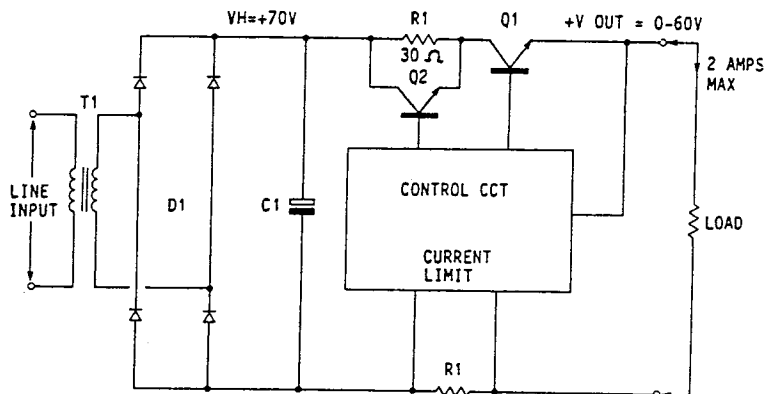 VH=+70V
R1
Q1
+V OUT = 0-60V
30 Ω
Q2
2 AMPS
MAX
T1
LINE
INPUT
D1
C1
CONTROL CCT
CURRENT
LIMIT
LOAD
R1